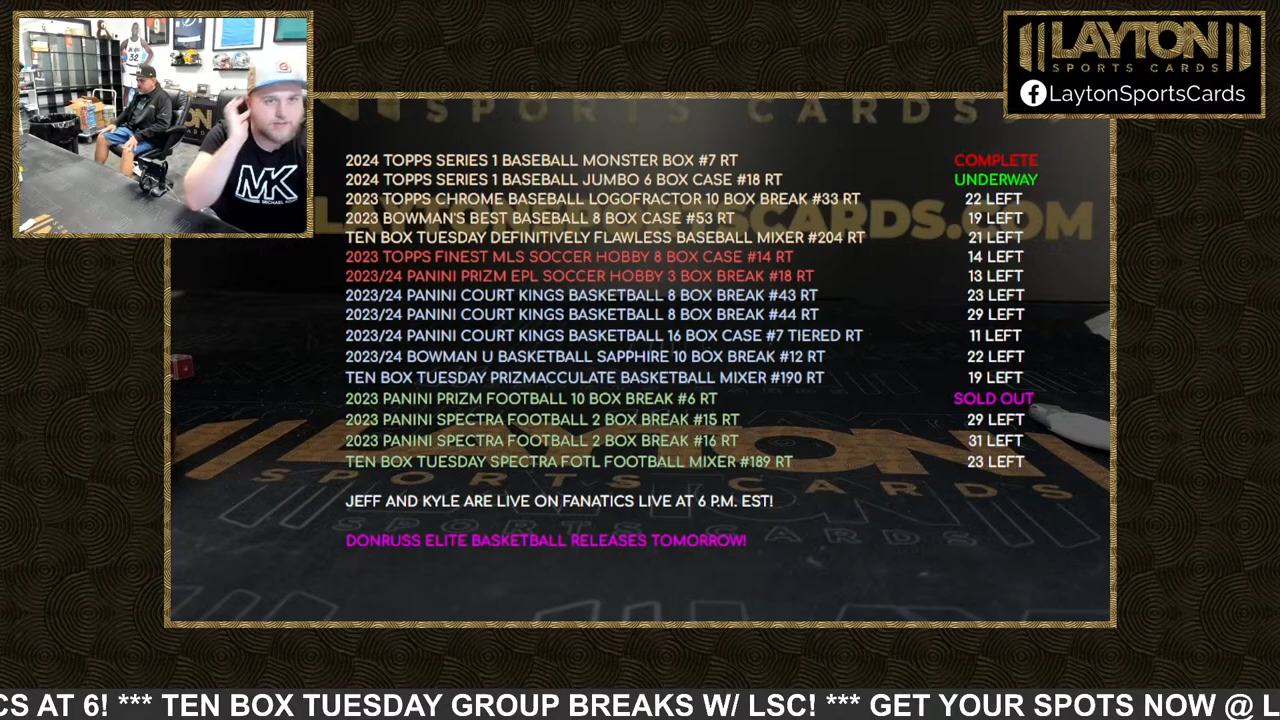 LAYTON
SPORTS CARDS
LaytonSportsCards
SPORTS CARDS
2024 TOPPS SERIES 1 BASEBALL MONSTER BOX #7 RT COMPLETE
2024 TOPPS SERIES 1 BASEBALL JUMBO 6 BOX CASE #18 RT UNDERWAY
2023 TOPPS CHROME BASEBALL LOGOFRACTOR 10 BOX BREAK #33 RT 22 LEFT
2023 BOWMAN'S BEST BASEBALL 8 BOX CASE #53 RT 19 LEFT
TEN BOX TUESDAY DEFINITIVELY FLAWLESS BASEBALL MIXER #204 RT 21 LEFT
2023 TOPPS FINEST MLS SOCCER HOBBY 8 BOX CASE #14 RT 14 LEFT
2023/24 PANINI PRIZM EPL SOCCER HOBBY 3 BOX BREAK #18 RT 13 LEFT
2023/24 PANINI COURT KINGS BASKETBALL 8 BOX BREAK #43 RT 23 LEFT
2023/24 PANINI COURT KINGS BASKETBALL 8 BOX BREAK #44 RT 29 LEFT
2023/24 PANINI COURT KINGS BASKETBALL 16 BOX CASE #7 TIERED RT 11 LEFT
2023/24 BOWMAN U BASKETBALL SAPPHIRE 10 BOX BREAK #12 RT 22 LEFT
TEN BOX TUESDAY PRIZMACCULATE BASKETBALL MIXER #190 RT 19 LEFT
2023 PANINI PRIZM FOOTBALL 10 BOX BREAK #6 RT SOLD OUT
2023 PANINI SPECTRA FOOTBALL 2 BOX BREAK #15 RT 29 LEFT
2023 PANINI SPECTRA FOOTBALL 2 BOX BREAK #16 RT 31 LEFT
TEN BOX TUESDAY SPECTRA FOTL FOOTBALL MIXER #189 RT 23 LEFT
JEFF AND KYLE ARE LIVE ON FANATICS LIVE AT 6 P.M. EST!
DONRUSS ELITE BASKETBALL RELEASES TOMORROW!
LAYTON
SPORTS CARDS
MK
32
CS AT 6! *** TEN BOX TUESDAY GROUP BREAKS W/ LSC! *** GET YOUR SPOTS NOW @ L